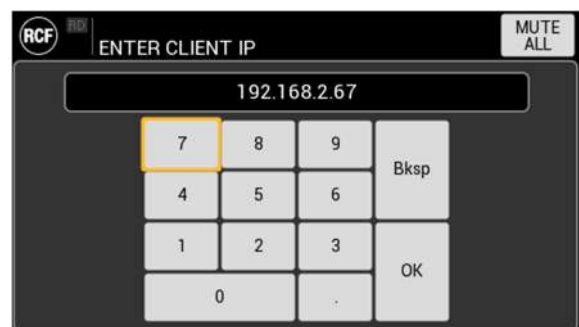 RCF
RD
ENTER CLIENT IP
MUTE
ALL
192.168.2.67
7 8 9
Bksp
4 5 6
1 2 3
OK
0 .